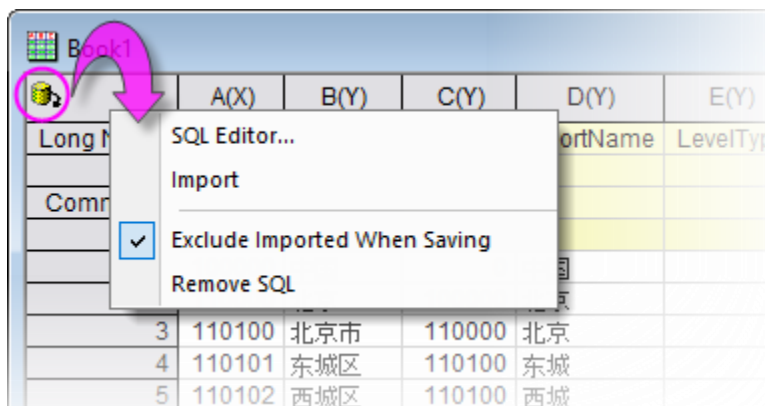 Book1
A(X) B(Y) C(Y) D(Y) E(Y)
Long N ortName LevelTyp
SQL Editor...
Import
Comm
Exclude Imported When Saving
Remove SQL
国
京
3 110100 北京市 110000 北京
4 110101 东城区 110100 东城
5 110102 西城区 110100 西城